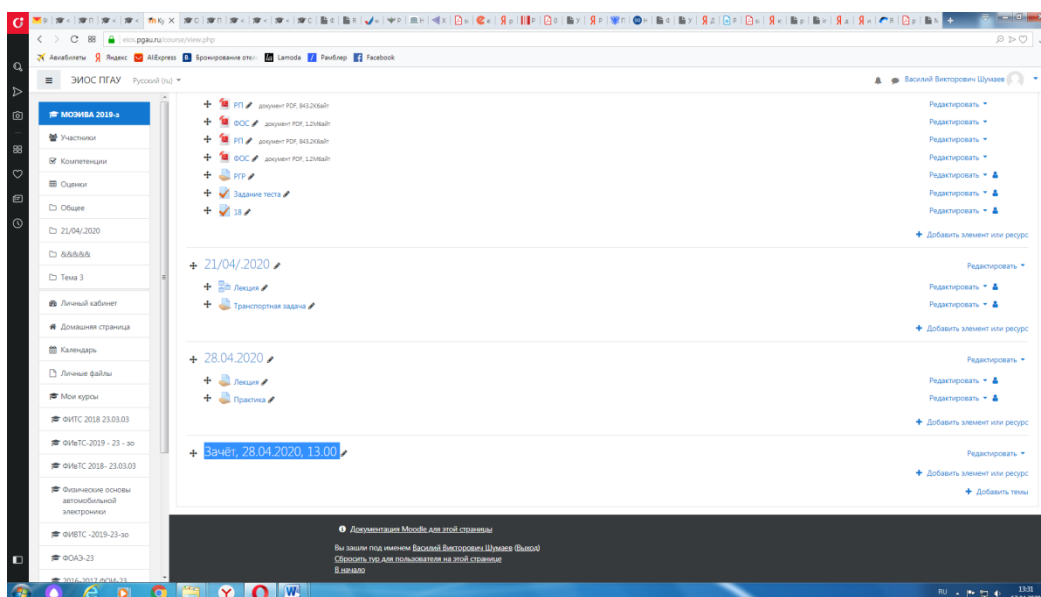 eios.pgau.ru/course/view.php
Авиабилеты Яндекс AliExpress Бронирование оте Lamoda Рамблер Facebook
ЭИОС ПГАУ Русский (ru)
Василий Викторович Шумаев
МОЭИВА 2019-з
Участники
Компетенции
Оценки
Общее
21/04/.2020
&&&&&
Тема 3
Личный кабинет
Домашняя страница
Календарь
Личные файлы
Мои курсы
ФИТС 2018 23.03.03
ФИвТС-2019 - 23 - зо
ФИвТС 2018- 23.03.03
Физические основы
автомобильной
электроники
ФИВТС -2019-23-зо
ФОАЭ-23
2016-2017 ФОИ-23
РП документ PDF, 843.2Кбайт Редактировать
ФОС документ PDF, 1.2Мбайт Редактировать
РП документ PDF, 843.2Кбайт Редактировать
ФОС документ PDF, 1.2Мбайт Редактировать
РГР Редактировать
Задание теста Редактировать
18 Редактировать
+ Добавить элемент или ресурс
21/04/.2020 Редактировать
Лекция Редактировать
Транспортная задача Редактировать
+ Добавить элемент или ресурс
28.04.2020 Редактировать
Лекция Редактировать
Практика Редактировать
+ Добавить элемент или ресурс
Зачёт, 28.04.2020, 13.00 Редактировать
+ Добавить элемент или ресурс
+ Добавить темы
Документация Moodle для этой страницы
Вы зашли под именем Василий Викторович Шумаев (Выход)
Сбросить тур для пользователя на этой странице
В начало
RU 13:31